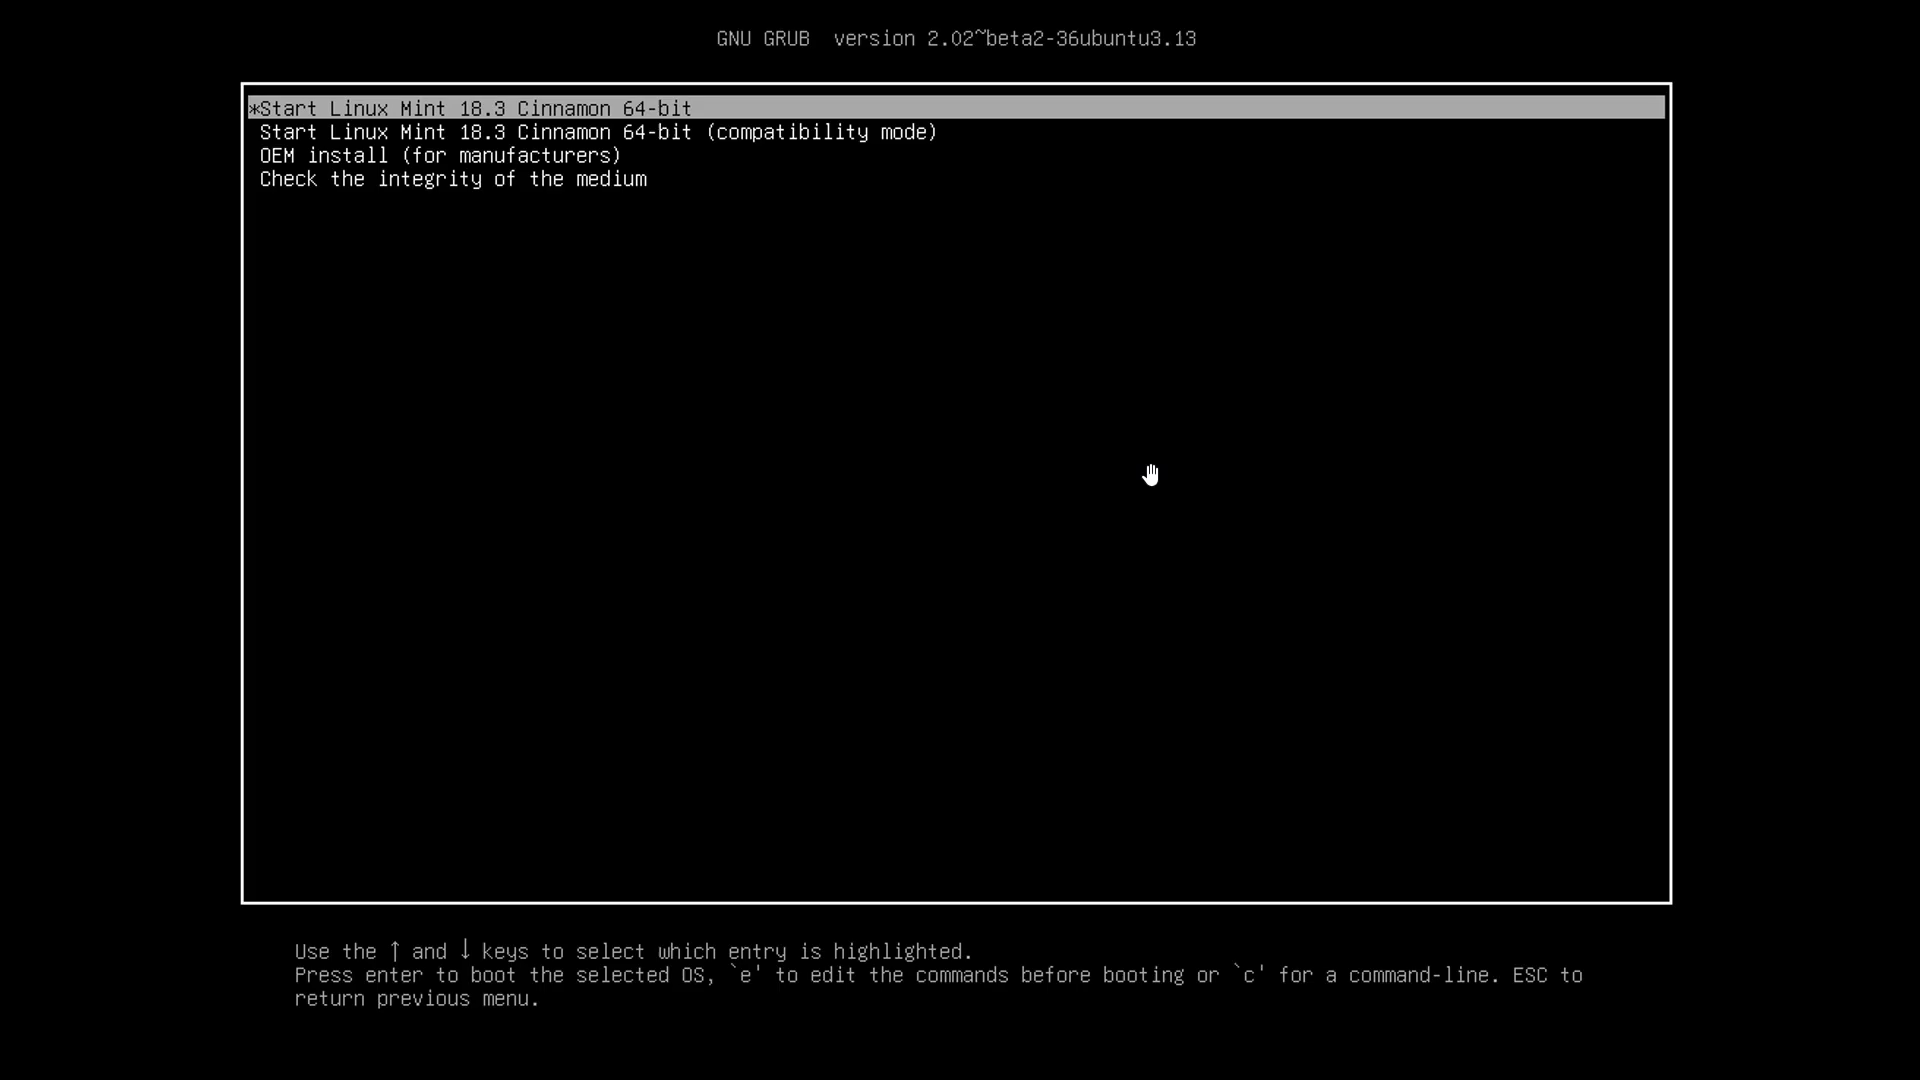 GNU GRUB  version 2.02~beta2-36ubuntu3.13
*Start Linux Mint 18.3 Cinnamon 64-bit
Start Linux Mint 18.3 Cinnamon 64-bit (compatibility mode)
OEM install (for manufacturers)
Check the integrity of the medium
Use the ↑ and ↓ keys to select which entry is highlighted.
Press enter to boot the selected OS, `e' to edit the commands before booting or `c' for a command-line. ESC to
return previous menu.